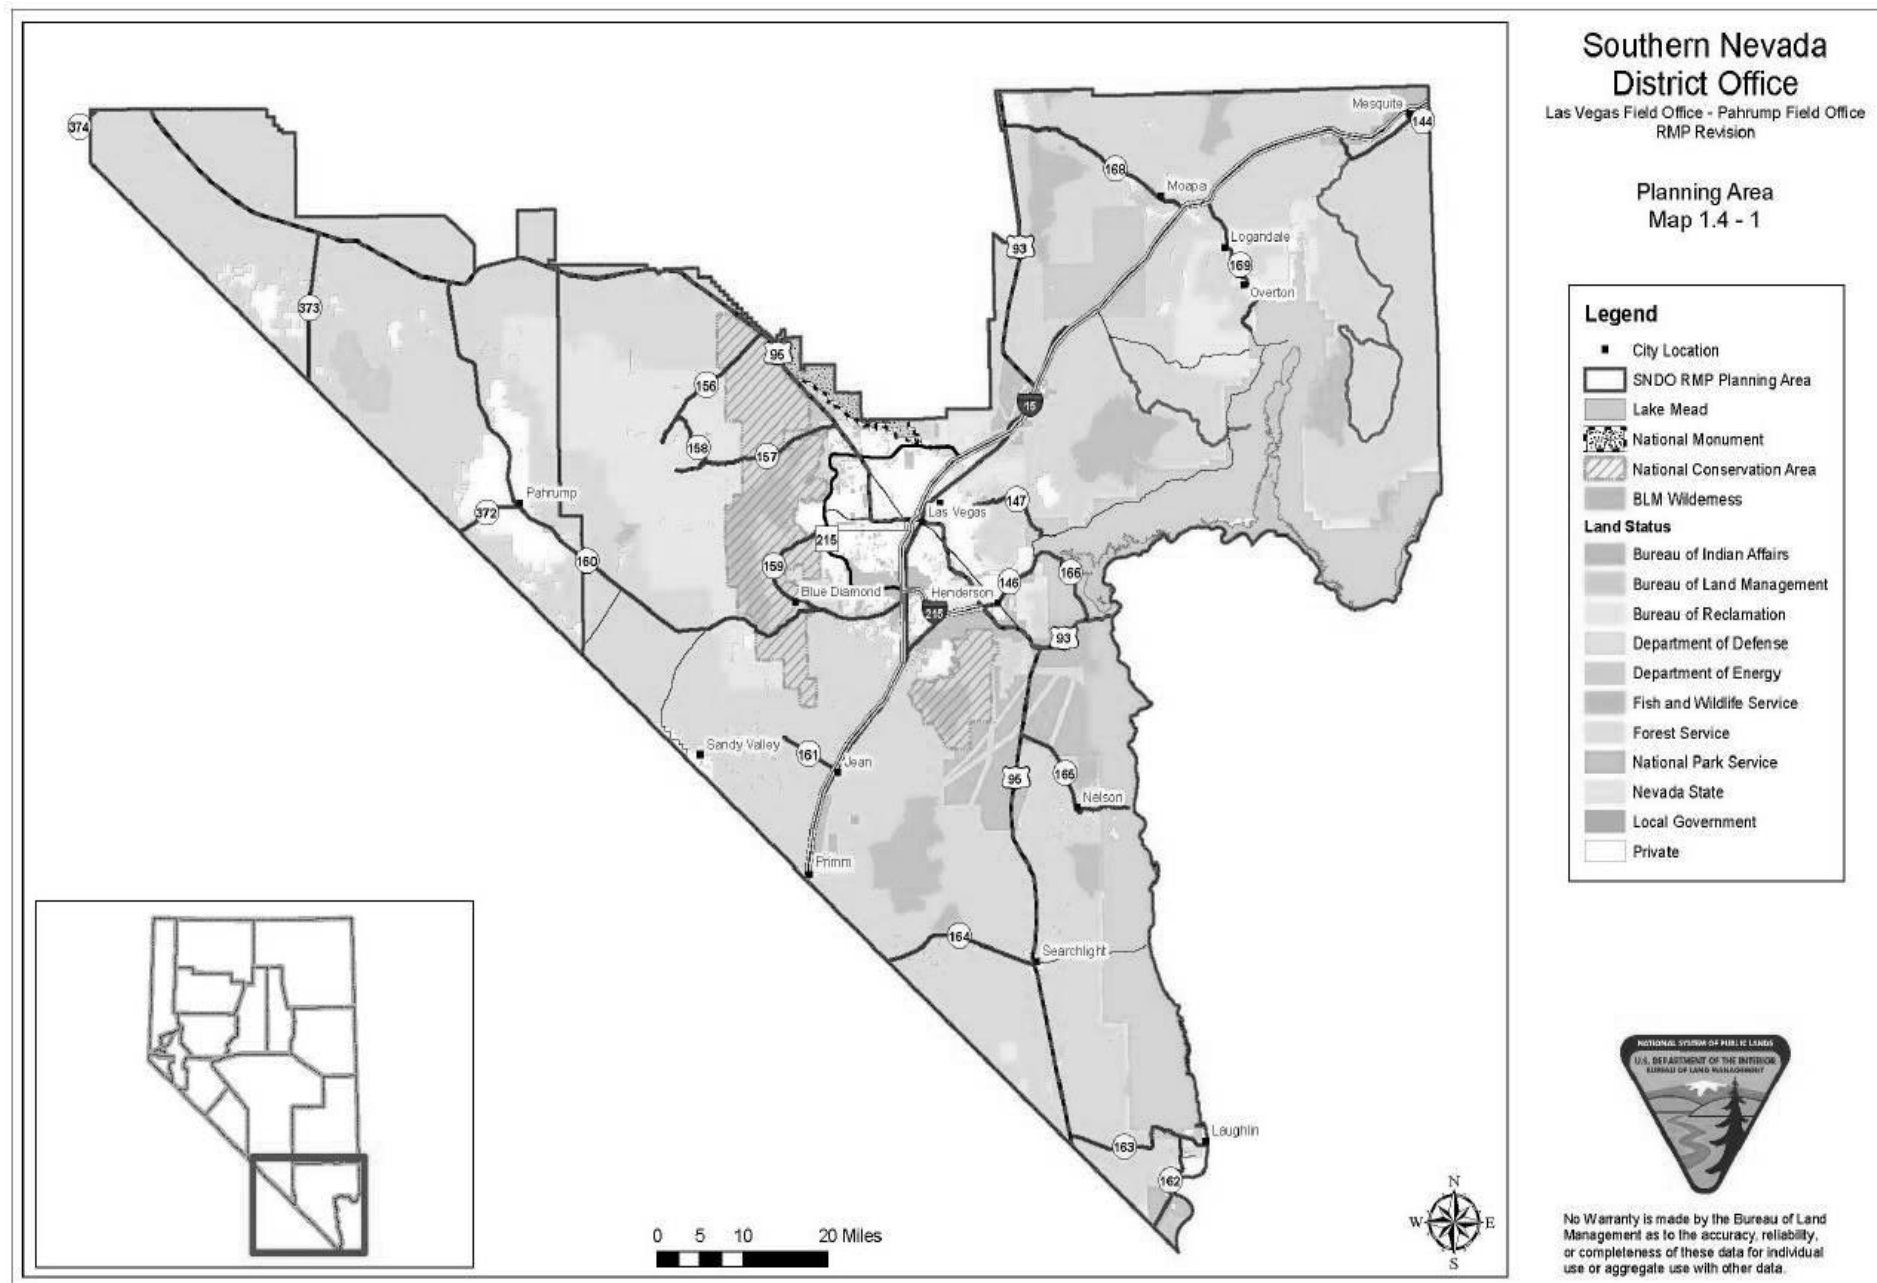 Southern Nevada
District Office
Las Vegas Field Office - Pahrump Field Office
RMP Revision
Planning Area
Map 1.4 - 1
Legend
City Location
SNDO RMP Planning Area
Lake Mead
National Monument
National Conservation Area
BLM Wilderness
Land Status
Bureau of Indian Affairs
Bureau of Land Management
Bureau of Reclamation
Department of Defense
Department of Energy
Fish and Wildlife Service
Forest Service
National Park Service
Nevada State
Local Government
Private
374
Mesquite
144
168
Moapa
93
Logandale
169
Overton
373
95
156
15
158
157
Pahrump
372
147
Las Vegas
215
160
159
166
146
Blue Diamond
Henderson
215
93
Sandy Valley
161
Jean
95
165
Nelson
Primm
164
Searchlight
163
Laughlin
162
N
W
E
S
0 5 10 20 Miles
NATIONAL SYSTEM OF PUBLIC LANDS
U.S. DEPARTMENT OF THE INTERIOR
BUREAU OF LAND MANAGEMENT
No Warranty is made by the Bureau of Land
Management as to the accuracy, reliability,
or completeness of these data for individual
use or aggregate use with other data.